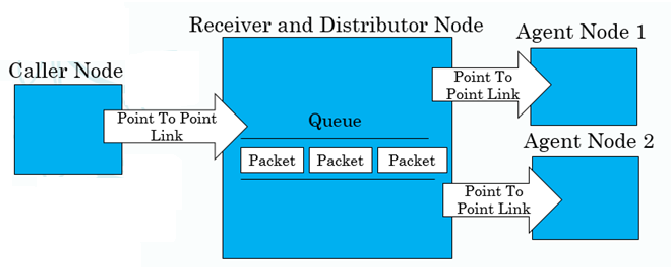 Receiver and Distributor Node
Agent Node 1
Caller Node
Point To
Point Link
Point To Point
Link
Queue
Packet Packet Packet
Agent Node 2
Point To
Point Link